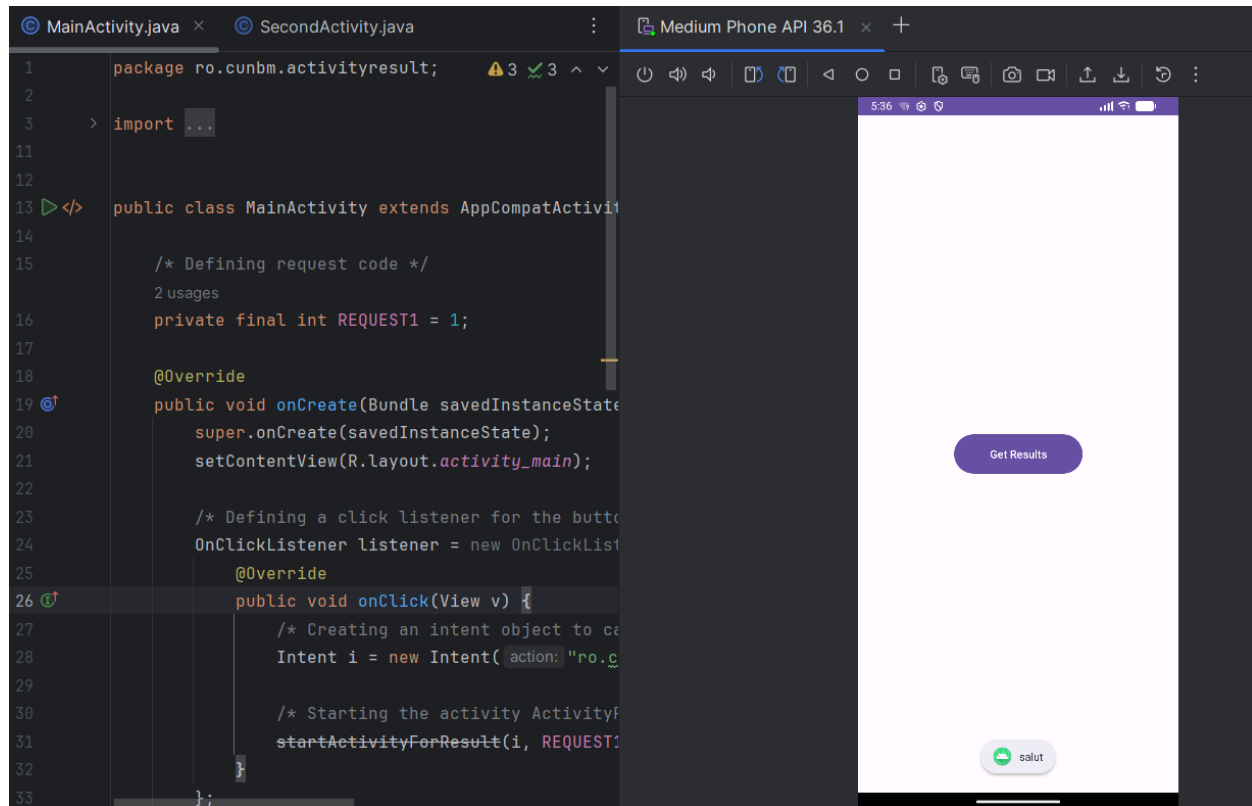 MainActivity.java
SecondActivity.java
Medium Phone API 36.1
1 package ro.cunbm.activityresult;
3 3
2
3 import ...
11
12
13 public class MainActivity extends AppCompatActivit
14
15 /* Defining request code */
2 usages
16 private final int REQUEST1 = 1;
17
18 @Override
19 public void onCreate(Bundle savedInstanceState
20 super.onCreate(savedInstanceState);
21 setContentView(R.layout.activity_main);
22
23 /* Defining a click listener for the butto
24 OnClickListener listener = new OnClickList
25 @Override
26 public void onClick(View v) {
27 /* Creating an intent object to ca
28 Intent i = new Intent( action: "ro.c
29
30 /* Starting the activity ActivityR
31 startActivityForResult(i, REQUEST1
32 }
33 };
5:36
Get Results
salut